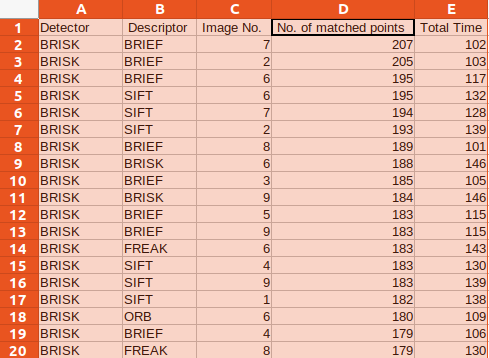 A B C D E
1 Detector Descriptor Image No. No. of matched points Total Time
2 BRISK BRIEF 7 207 102
3 BRISK BRIEF 2 205 103
4 BRISK BRIEF 6 195 117
5 BRISK SIFT 6 195 132
6 BRISK SIFT 7 194 128
7 BRISK SIFT 2 193 139
8 BRISK BRIEF 8 189 101
9 BRISK BRISK 6 188 146
10 BRISK BRIEF 3 185 105
11 BRISK BRISK 9 184 146
12 BRISK BRIEF 5 183 115
13 BRISK BRIEF 9 183 115
14 BRISK FREAK 6 183 143
15 BRISK SIFT 4 183 130
16 BRISK SIFT 9 183 139
17 BRISK SIFT 1 182 138
18 BRISK ORB 6 180 109
19 BRISK BRIEF 4 179 106
20 BRISK FREAK 8 179 130